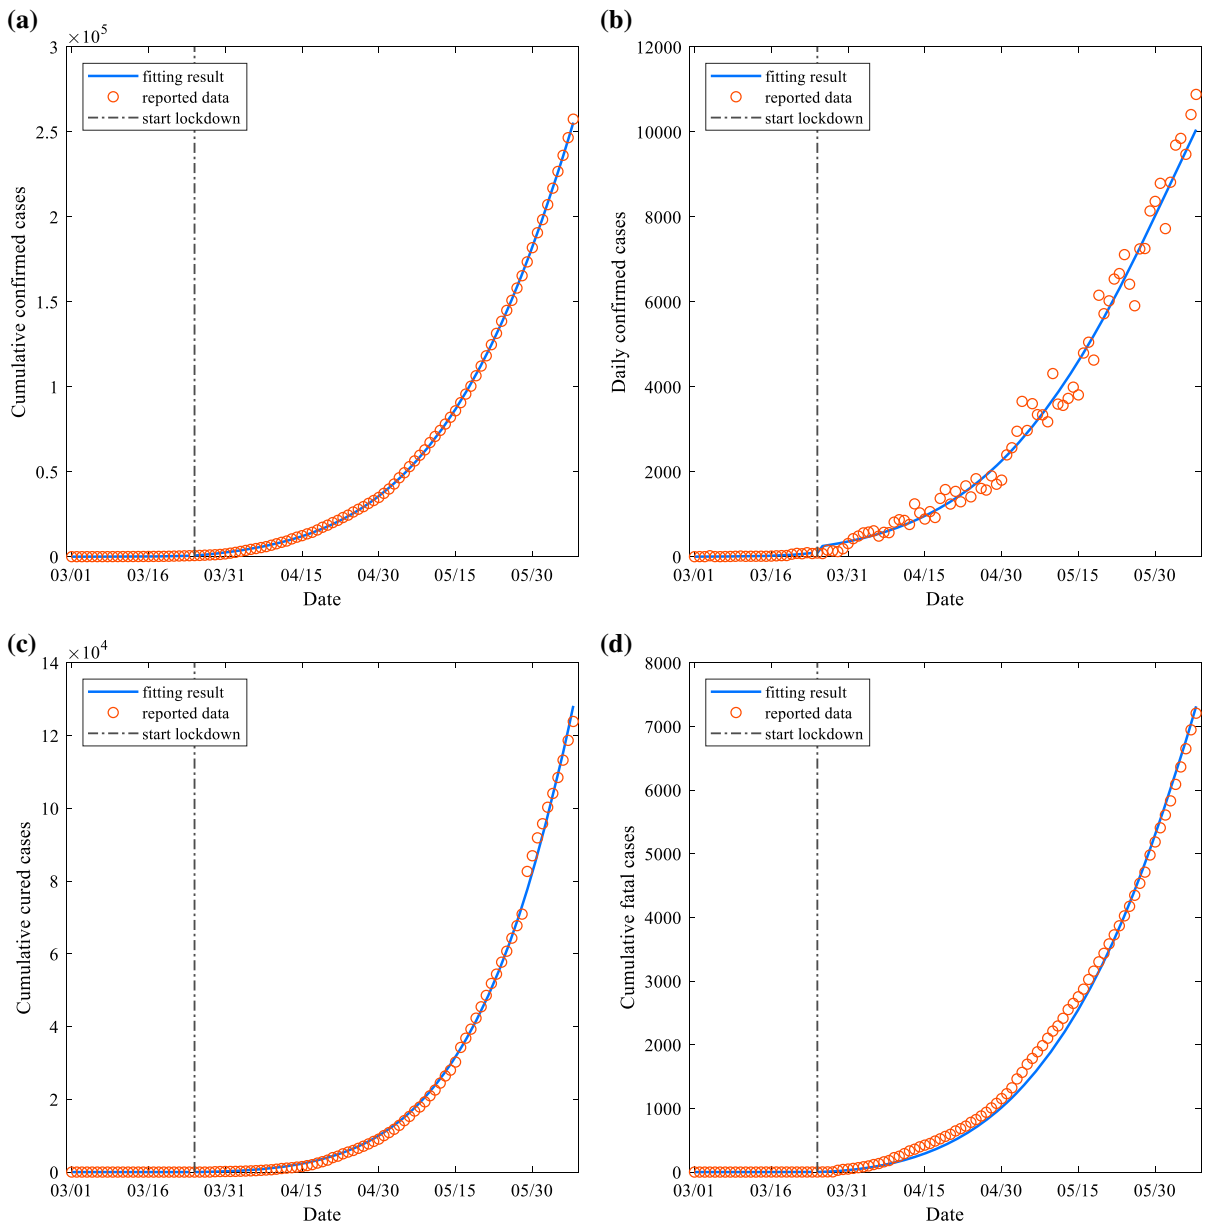 (a)
×10⁵
3
2.5
2
1.5
1
0.5
0
Cumulative confirmed cases
fitting result
reported data
start lockdown
03/01 03/16 03/31 04/15 04/30 05/15 05/30
Date
(b)
12000
10000
8000
6000
4000
2000
0
Daily confirmed cases
fitting result
reported data
start lockdown
03/01 03/16 03/31 04/15 04/30 05/15 05/30
Date
(c)
×10⁴
14
12
10
8
6
4
2
0
Cumulative cured cases
fitting result
reported data
start lockdown
03/01 03/16 03/31 04/15 04/30 05/15 05/30
Date
(d)
8000
7000
6000
5000
4000
3000
2000
1000
0
Cumulative fatal cases
fitting result
reported data
start lockdown
03/01 03/16 03/31 04/15 04/30 05/15 05/30
Date